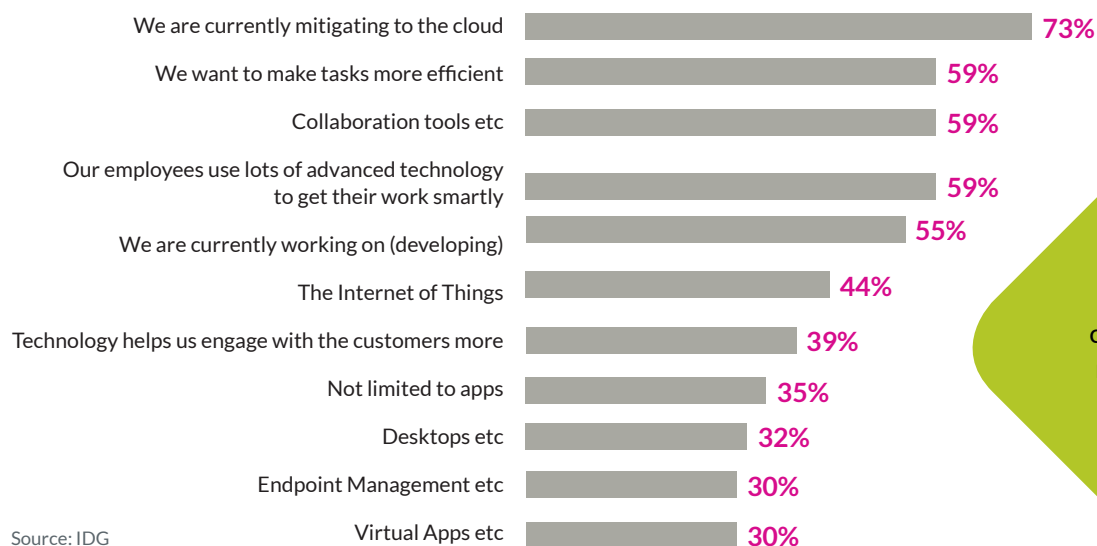 We are currently mitigating to the cloud 73%
We want to make tasks more efficient 59%
Collaboration tools etc 59%
Our employees use lots of advanced technology
to get their work smartly 59%
We are currently working on (developing) 55%
The Internet of Things 44%
Technology helps us engage with the customers more 39%
Not limited to apps 35%
Desktops etc 32%
Endpoint Management etc 30%
Virtual Apps etc 30%
Source: IDG